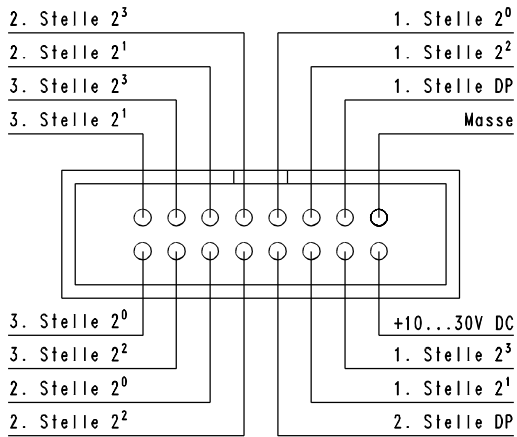 2. Stelle 2³
1. Stelle 2⁰
2. Stelle 2¹
1. Stelle 2²
3. Stelle 2³
1. Stelle DP
3. Stelle 2¹
Masse
3. Stelle 2⁰
+10...30V DC
3. Stelle 2²
1. Stelle 2³
2. Stelle 2⁰
1. Stelle 2¹
2. Stelle 2²
2. Stelle DP